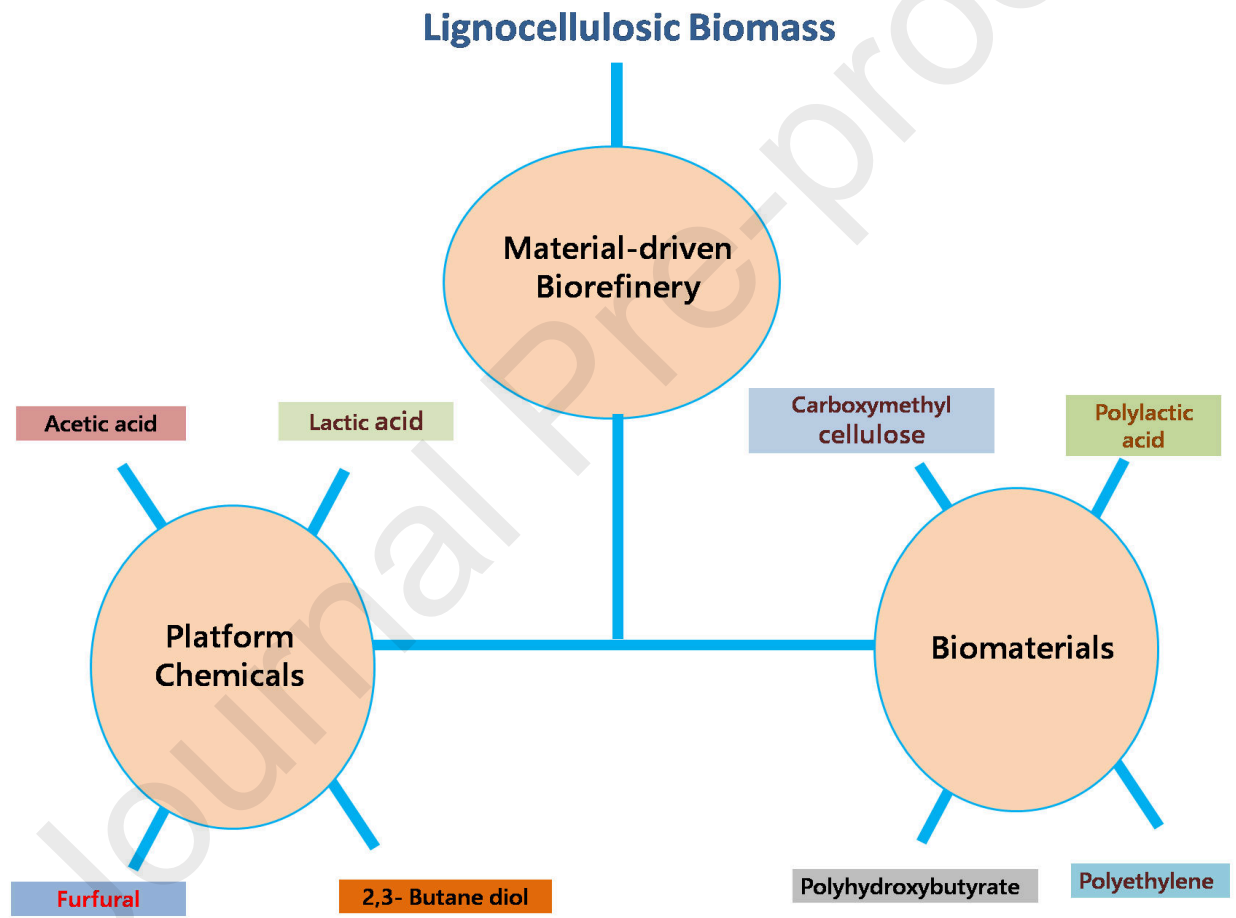 Lignocellulosic Biomass
Material-driven
Biorefinery
Acetic acid
Lactic acid
Carboxymethyl
cellulose
Polylactic
acid
Platform
Chemicals
Biomaterials
Furfural
2,3- Butane diol
Polyhydroxybutyrate
Polyethylene
Journal Pre-proo